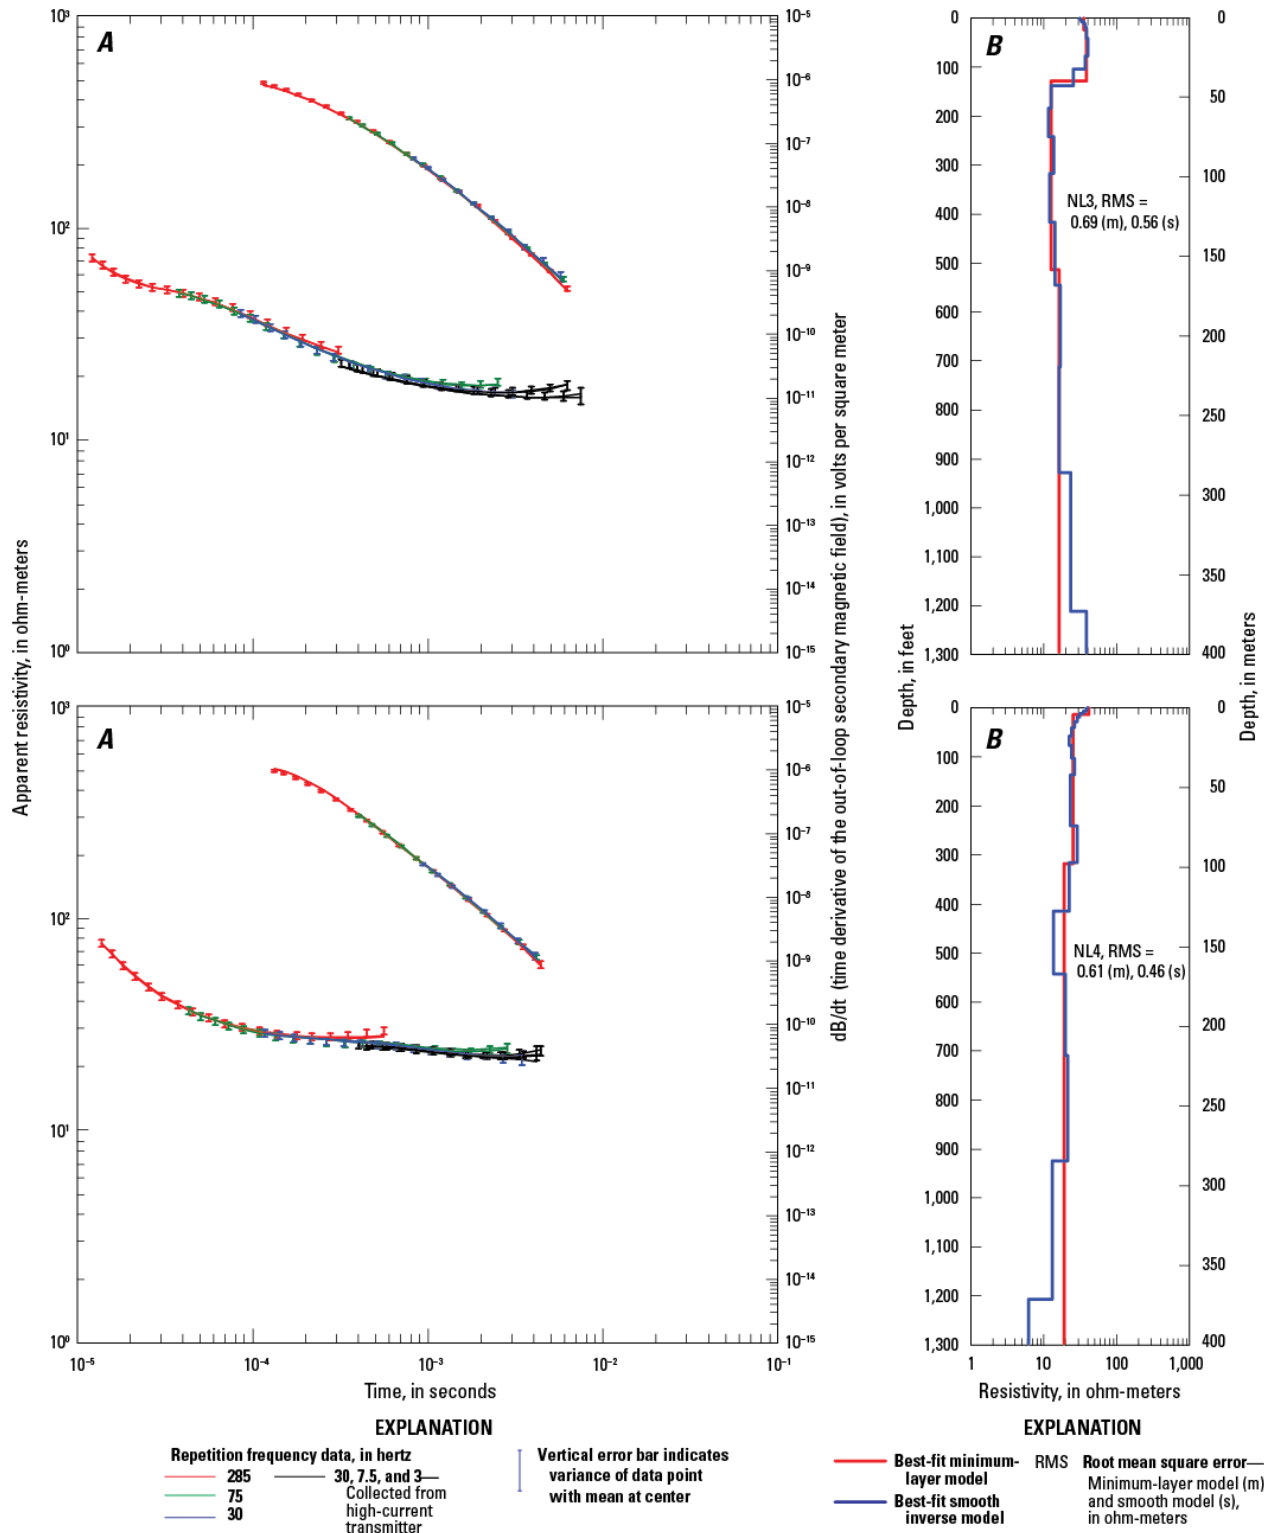 A
10³
10²
10¹
10⁰
10⁻⁵
10⁻⁶
10⁻⁷
10⁻⁸
10⁻⁹
10⁻¹⁰
10⁻¹¹
10⁻¹²
10⁻¹³
10⁻¹⁴
10⁻¹⁵
B
0
100
200
300
400
500
600
700
800
900
1,000
1,100
1,200
1,300
0
50
100
150
200
250
300
350
400
NL3, RMS =
0.69 (m), 0.56 (s)
A
10³
10²
10¹
10⁰
10⁻⁵
10⁻⁶
10⁻⁷
10⁻⁸
10⁻⁹
10⁻¹⁰
10⁻¹¹
10⁻¹²
10⁻¹³
10⁻¹⁴
10⁻¹⁵
10⁻⁵
10⁻⁴
10⁻³
10⁻²
10⁻¹
Apparent resistivity, in ohm-meters
Time, in seconds
dB/dt (time derivative of the out-of-loop secondary magnetic field), in volts per square meter
B
0
100
200
300
400
500
600
700
800
900
1,000
1,100
1,200
1,300
0
50
100
150
200
250
300
350
400
NL4, RMS =
0.61 (m), 0.46 (s)
1
10
100
1,000
Depth, in feet
Depth, in meters
Resistivity, in ohm-meters
EXPLANATION
Repetition frequency data, in hertz
285
75
30
30, 7.5, and 3—
Collected from
high-current
transmitter
Vertical error bar indicates
variance of data point
with mean at center
EXPLANATION
Best-fit minimum-
layer model
Best-fit smooth
inverse model
RMS Root mean square error—
Minimum-layer model (m)
and smooth model (s),
in ohm-meters